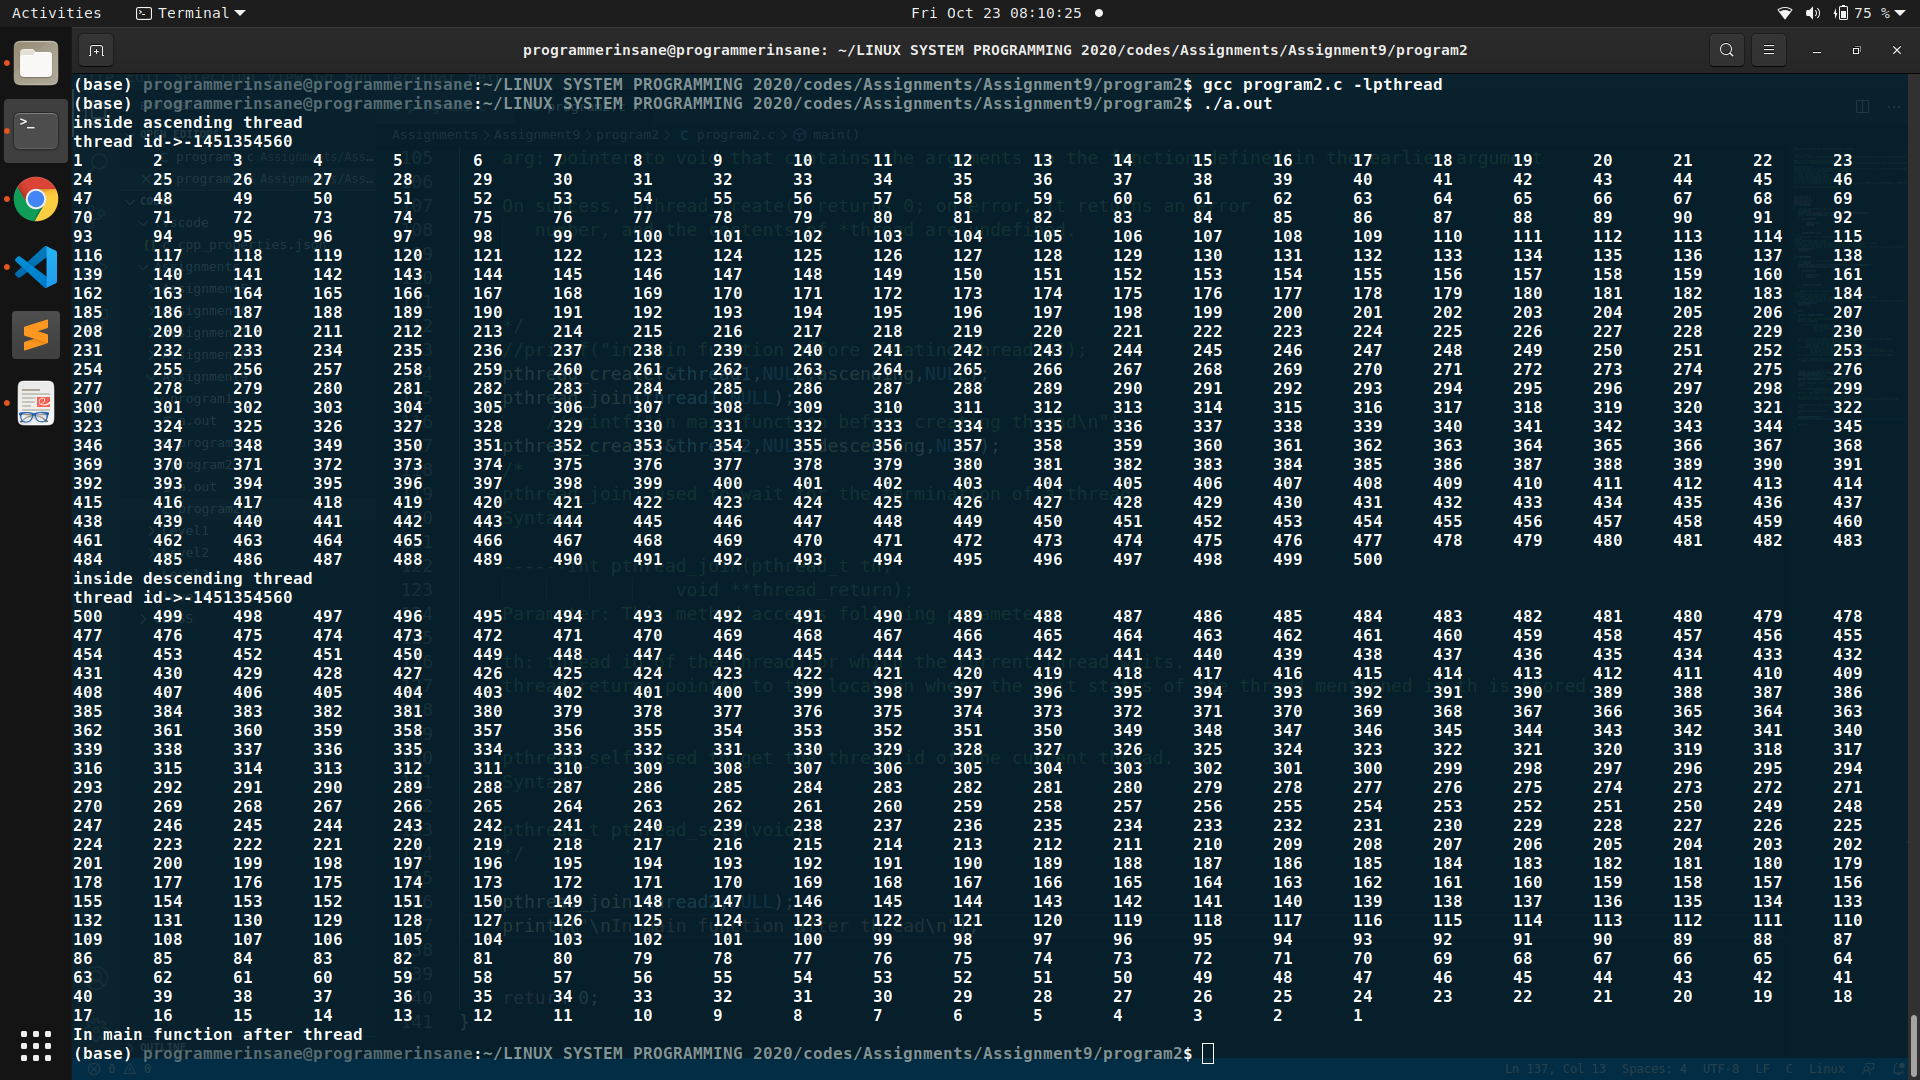 Activities Terminal Fri Oct 23 08:10:25 75 %
programmerinsane@programmerinsane: ~/LINUX SYSTEM PROGRAMMING 2020/codes/Assignments/Assignment9/program2
(base) programmerinsane@programmerinsane:~/LINUX SYSTEM PROGRAMMING 2020/codes/Assignments/Assignment9/program2$ gcc program2.c -lpthread
(base) programmerinsane@programmerinsane:~/LINUX SYSTEM PROGRAMMING 2020/codes/Assignments/Assignment9/program2$ ./a.out
inside ascending thread
thread id->-1451354560
1 2 3 4 5 6 7 8 9 10 11 12 13 14 15 16 17 18 19 20 21 22 23
24 25 26 27 28 29 30 31 32 33 34 35 36 37 38 39 40 41 42 43 44 45 46
47 48 49 50 51 52 53 54 55 56 57 58 59 60 61 62 63 64 65 66 67 68 69
70 71 72 73 74 75 76 77 78 79 80 81 82 83 84 85 86 87 88 89 90 91 92
93 94 95 96 97 98 99 100 101 102 103 104 105 106 107 108 109 110 111 112 113 114 115
116 117 118 119 120 121 122 123 124 125 126 127 128 129 130 131 132 133 134 135 136 137 138
139 140 141 142 143 144 145 146 147 148 149 150 151 152 153 154 155 156 157 158 159 160 161
162 163 164 165 166 167 168 169 170 171 172 173 174 175 176 177 178 179 180 181 182 183 184
185 186 187 188 189 190 191 192 193 194 195 196 197 198 199 200 201 202 203 204 205 206 207
208 209 210 211 212 213 214 215 216 217 218 219 220 221 222 223 224 225 226 227 228 229 230
231 232 233 234 235 236 237 238 239 240 241 242 243 244 245 246 247 248 249 250 251 252 253
254 255 256 257 258 259 260 261 262 263 264 265 266 267 268 269 270 271 272 273 274 275 276
277 278 279 280 281 282 283 284 285 286 287 288 289 290 291 292 293 294 295 296 297 298 299
300 301 302 303 304 305 306 307 308 309 310 311 312 313 314 315 316 317 318 319 320 321 322
323 324 325 326 327 328 329 330 331 332 333 334 335 336 337 338 339 340 341 342 343 344 345
346 347 348 349 350 351 352 353 354 355 356 357 358 359 360 361 362 363 364 365 366 367 368
369 370 371 372 373 374 375 376 377 378 379 380 381 382 383 384 385 386 387 388 389 390 391
392 393 394 395 396 397 398 399 400 401 402 403 404 405 406 407 408 409 410 411 412 413 414
415 416 417 418 419 420 421 422 423 424 425 426 427 428 429 430 431 432 433 434 435 436 437
438 439 440 441 442 443 444 445 446 447 448 449 450 451 452 453 454 455 456 457 458 459 460
461 462 463 464 465 466 467 468 469 470 471 472 473 474 475 476 477 478 479 480 481 482 483
484 485 486 487 488 489 490 491 492 493 494 495 496 497 498 499 500
inside descending thread
thread id->-1451354560
500 499 498 497 496 495 494 493 492 491 490 489 488 487 486 485 484 483 482 481 480 479 478
477 476 475 474 473 472 471 470 469 468 467 466 465 464 463 462 461 460 459 458 457 456 455
454 453 452 451 450 449 448 447 446 445 444 443 442 441 440 439 438 437 436 435 434 433 432
431 430 429 428 427 426 425 424 423 422 421 420 419 418 417 416 415 414 413 412 411 410 409
408 407 406 405 404 403 402 401 400 399 398 397 396 395 394 393 392 391 390 389 388 387 386
385 384 383 382 381 380 379 378 377 376 375 374 373 372 371 370 369 368 367 366 365 364 363
362 361 360 359 358 357 356 355 354 353 352 351 350 349 348 347 346 345 344 343 342 341 340
339 338 337 336 335 334 333 332 331 330 329 328 327 326 325 324 323 322 321 320 319 318 317
316 315 314 313 312 311 310 309 308 307 306 305 304 303 302 301 300 299 298 297 296 295 294
293 292 291 290 289 288 287 286 285 284 283 282 281 280 279 278 277 276 275 274 273 272 271
270 269 268 267 266 265 264 263 262 261 260 259 258 257 256 255 254 253 252 251 250 249 248
247 246 245 244 243 242 241 240 239 238 237 236 235 234 233 232 231 230 229 228 227 226 225
224 223 222 221 220 219 218 217 216 215 214 213 212 211 210 209 208 207 206 205 204 203 202
201 200 199 198 197 196 195 194 193 192 191 190 189 188 187 186 185 184 183 182 181 180 179
178 177 176 175 174 173 172 171 170 169 168 167 166 165 164 163 162 161 160 159 158 157 156
155 154 153 152 151 150 149 148 147 146 145 144 143 142 141 140 139 138 137 136 135 134 133
132 131 130 129 128 127 126 125 124 123 122 121 120 119 118 117 116 115 114 113 112 111 110
109 108 107 106 105 104 103 102 101 100 99 98 97 96 95 94 93 92 91 90 89 88 87
86 85 84 83 82 81 80 79 78 77 76 75 74 73 72 71 70 69 68 67 66 65 64
63 62 61 60 59 58 57 56 55 54 53 52 51 50 49 48 47 46 45 44 43 42 41
40 39 38 37 36 35 34 33 32 31 30 29 28 27 26 25 24 23 22 21 20 19 18
17 16 15 14 13 12 11 10 9 8 7 6 5 4 3 2 1
In main function after thread
(base) programmerinsane@programmerinsane:~/LINUX SYSTEM PROGRAMMING 2020/codes/Assignments/Assignment9/program2$
Ln 137, Col 13 Spaces: 4 UTF-8 LF C Linux